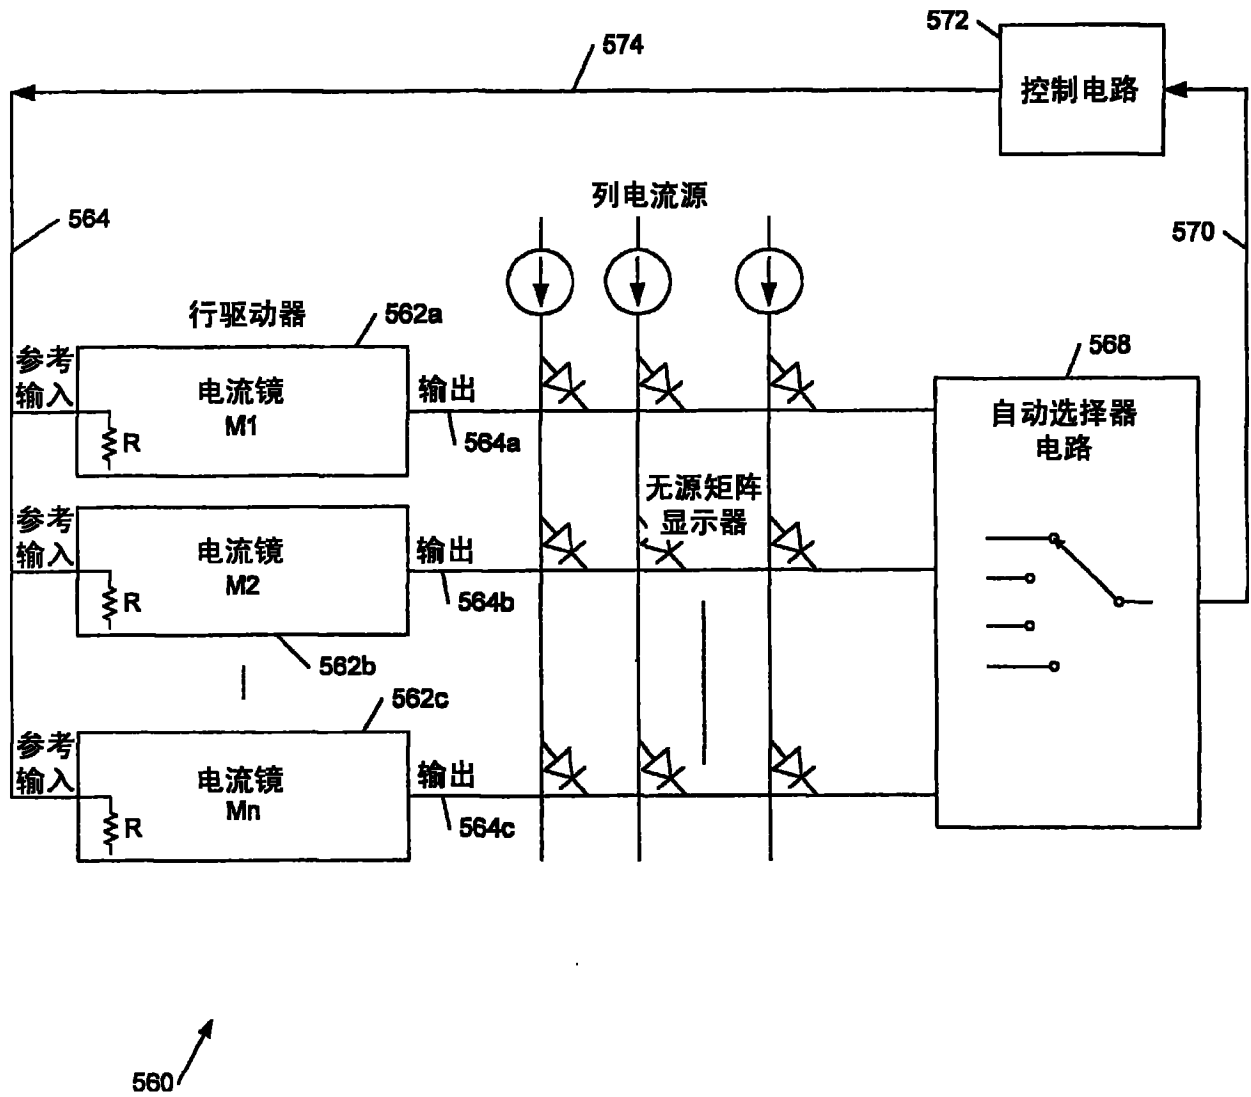 572
控制电路
574
列电流源
564
570
行驱动器
562a
参考
输入
电流镜
M1
R
输出
564a
568
自动选择器
电路
无源矩阵
显示器
参考
输入
电流镜
M2
R
输出
564b
562b
562c
参考
输入
电流镜
Mn
R
输出
564c
560